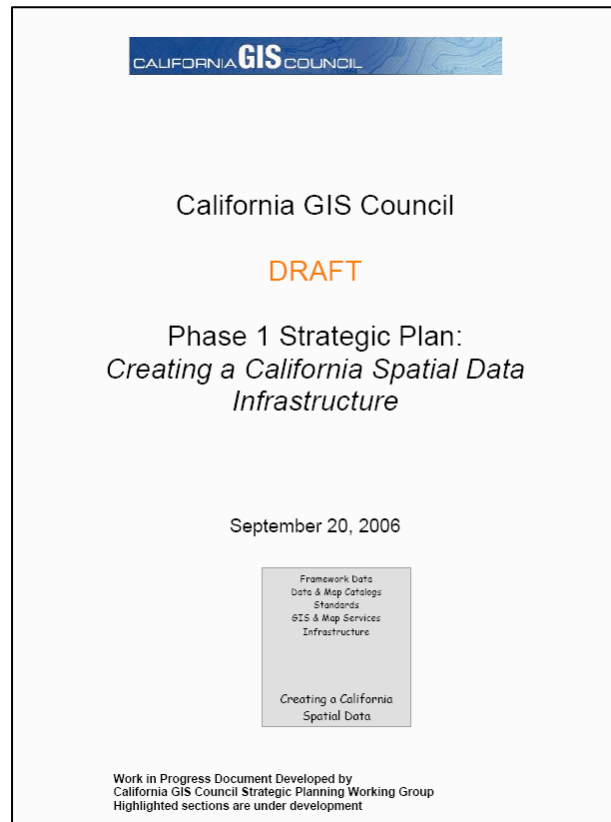 CALIFORNIA GIS COUNCIL
California GIS Council
DRAFT
Phase 1 Strategic Plan:
Creating a California Spatial Data
Infrastructure
September 20, 2006
Framework Data
Data & Map Catalogs
Standards
GIS & Map Services
Infrastructure
Creating a California
Spatial Data
Work in Progress Document Developed by
California GIS Council Strategic Planning Working Group
Highlighted sections are under development